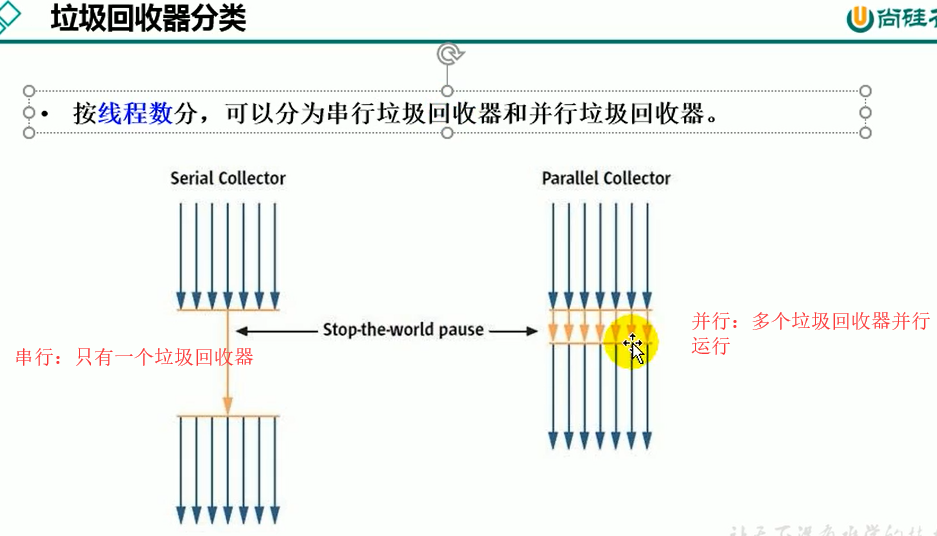 垃圾回收器分类
尚硅
• 按线程数分，可以分为串行垃圾回收器和并行垃圾回收器。
Serial Collector
Parallel Collector
Stop-the-world pause
串行：只有一个垃圾回收器
并行：多个垃圾回收器并行
运行